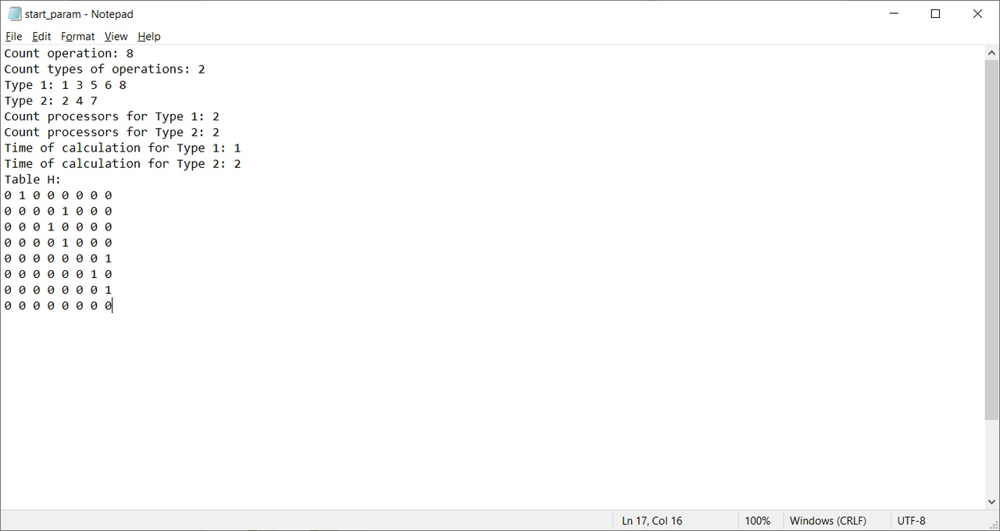 start_param - Notepad
File Edit Format View Help
Count operation: 8
Count types of operations: 2
Type 1: 1 3 5 6 8
Type 2: 2 4 7
Count processors for Type 1: 2
Count processors for Type 2: 2
Time of calculation for Type 1: 1
Time of calculation for Type 2: 2
Table H:
0 1 0 0 0 0 0 0
0 0 0 0 1 0 0 0
0 0 0 1 0 0 0 0
0 0 0 0 1 0 0 0
0 0 0 0 0 0 0 1
0 0 0 0 0 0 1 0
0 0 0 0 0 0 0 1
0 0 0 0 0 0 0 0
Ln 17, Col 16 100% Windows (CRLF) UTF-8